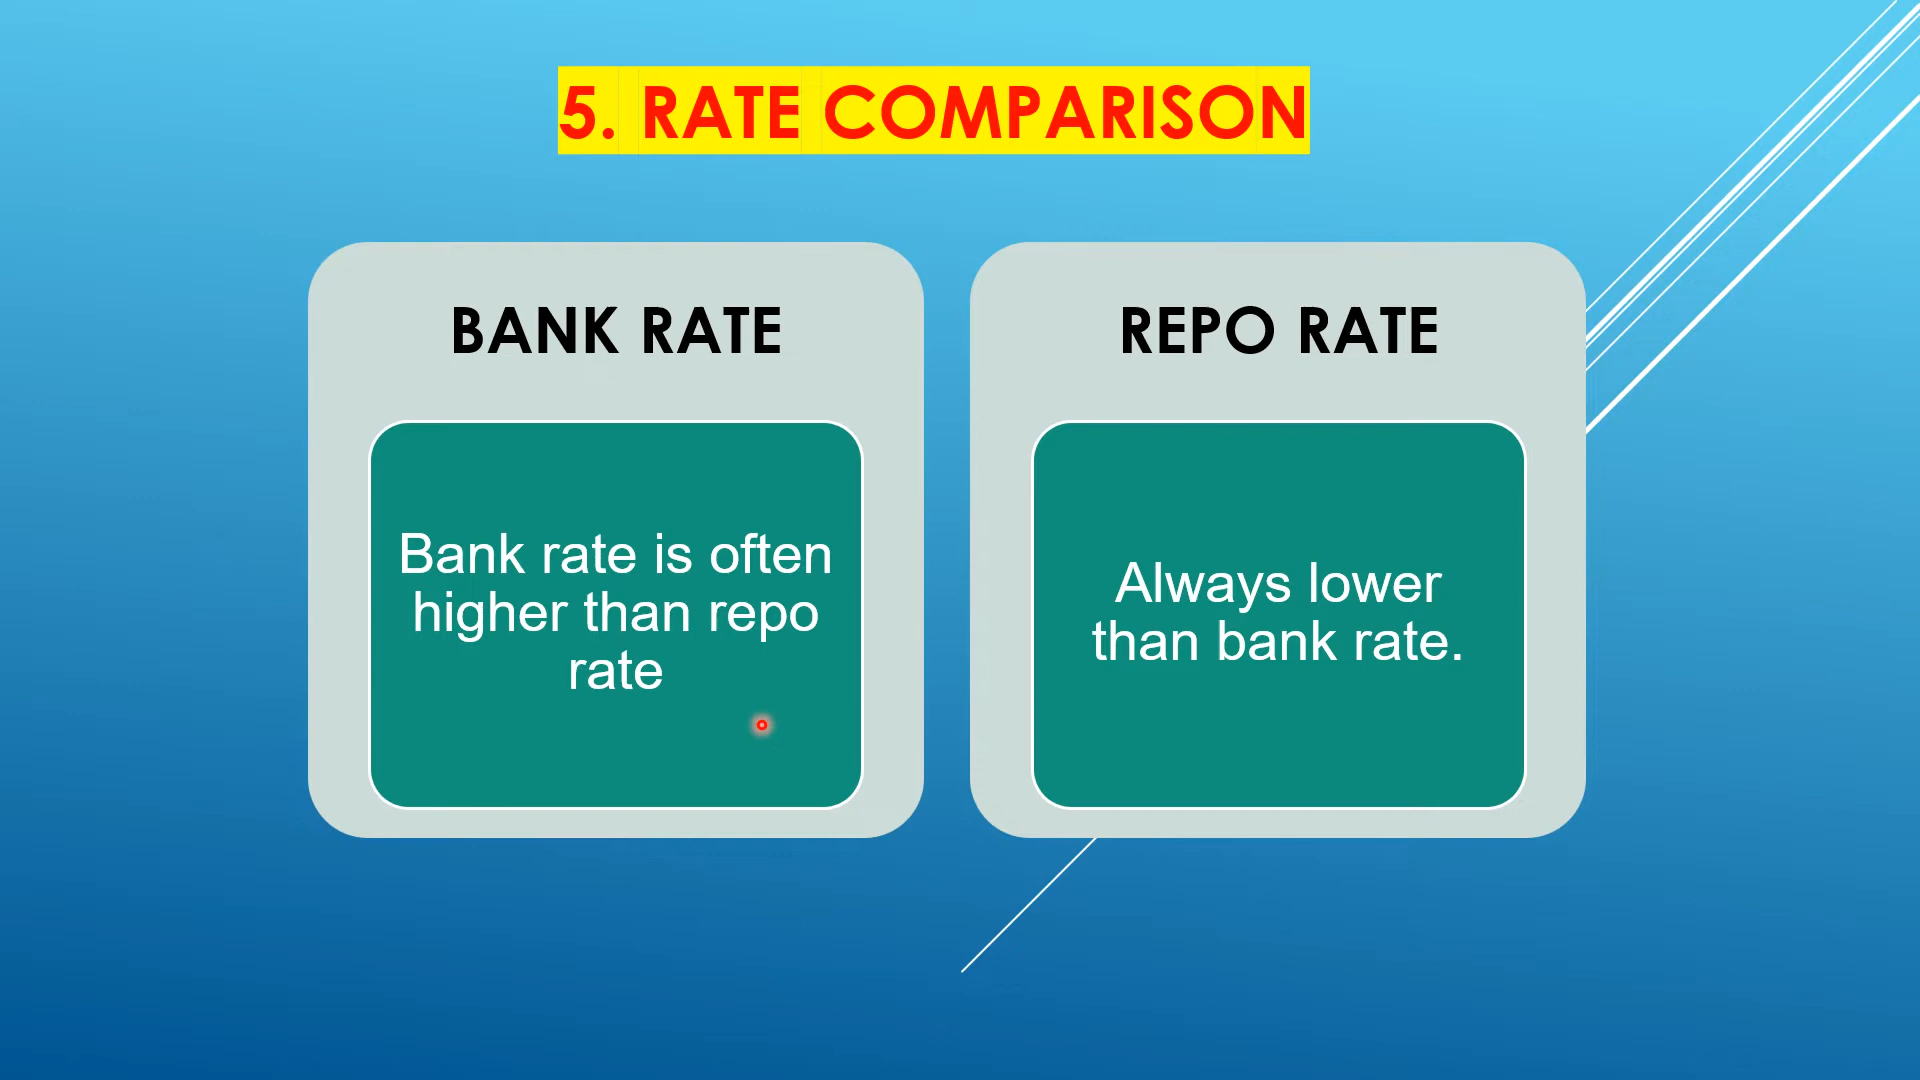 5. RATE COMPARISON
BANK RATE
Bank rate is often
higher than repo
rate
REPO RATE
Always lower
than bank rate.